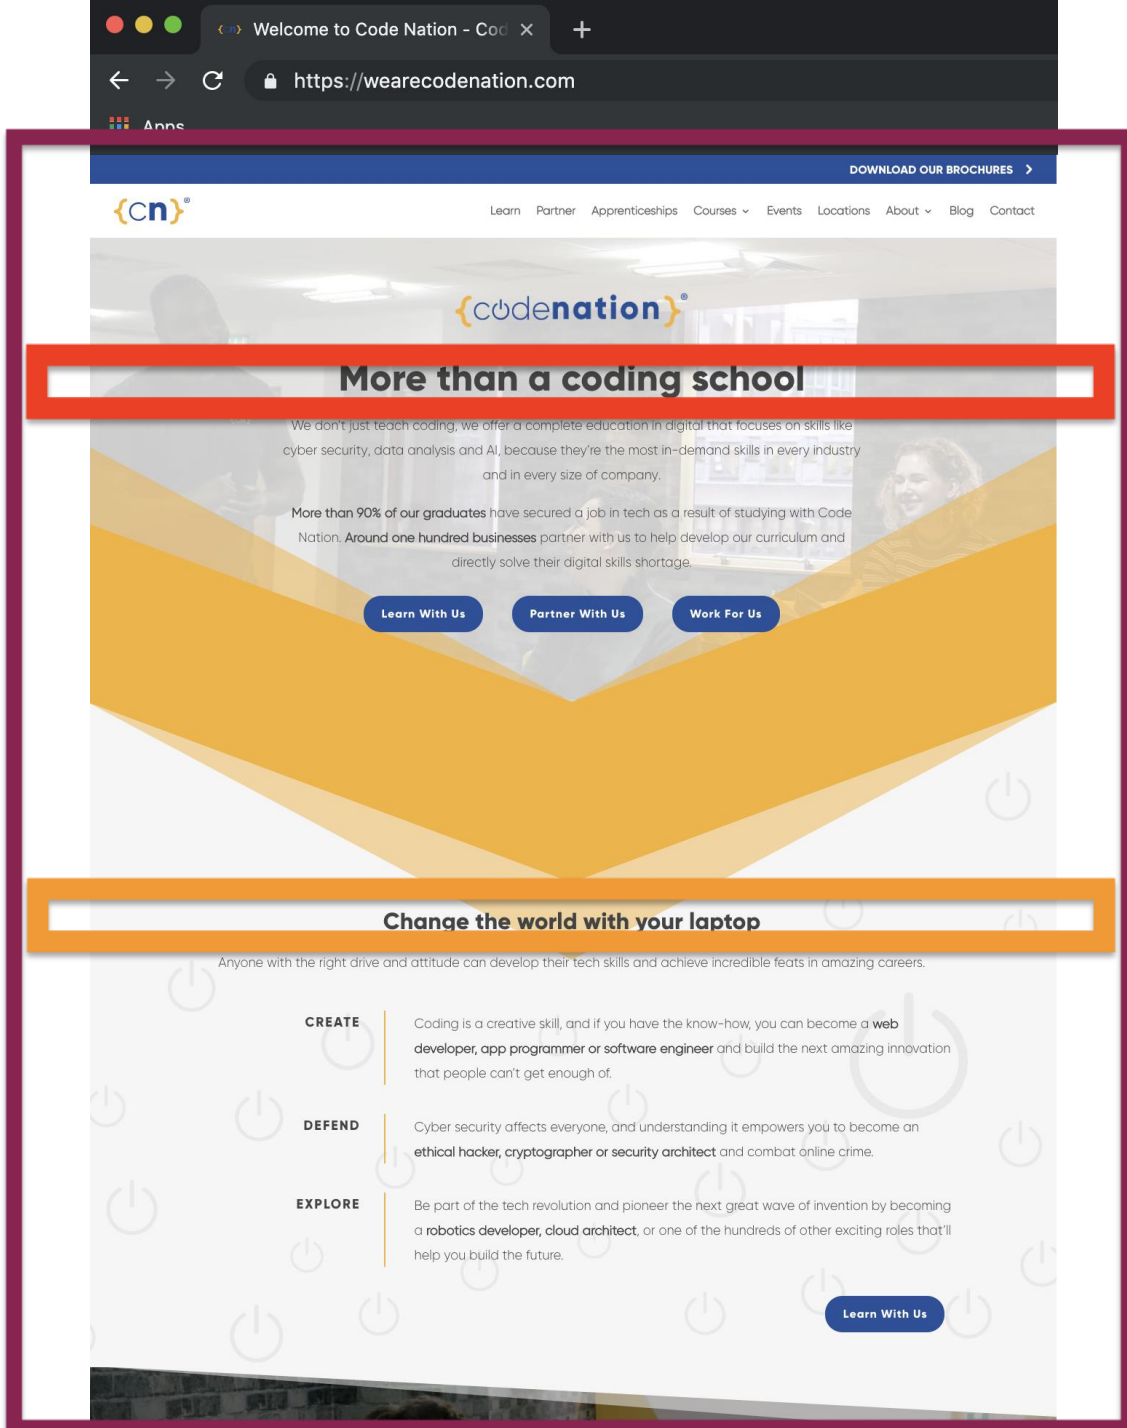 Welcome to Code Nation - Cod
https://wearecodenation.com
Apps
DOWNLOAD OUR BROCHURES
{cn}®
Learn Partner Apprenticeships Courses Events Locations About Blog Contact
{codenation}®
More than a coding school
We don't just teach coding, we offer a complete education in digital that focuses on skills like
cyber security, data analysis and AI, because they're the most in-demand skills in every industry
and in every size of company.
More than 90% of our graduates have secured a job in tech as a result of studying with Code
Nation. Around one hundred businesses partner with us to help develop our curriculum and
directly solve their digital skills shortage.
Learn With Us Partner With Us Work For Us
Change the world with your laptop
Anyone with the right drive and attitude can develop their tech skills and achieve incredible feats in amazing careers.
CREATE
Coding is a creative skill, and if you have the know-how, you can become a web
developer, app programmer or software engineer and build the next amazing innovation
that people can't get enough of.
DEFEND
Cyber security affects everyone, and understanding it empowers you to become an
ethical hacker, cryptographer or security architect and combat online crime.
EXPLORE
Be part of the tech revolution and pioneer the next great wave of invention by becoming
a robotics developer, cloud architect, or one of the hundreds of other exciting roles that'll
help you build the future.
Learn With Us